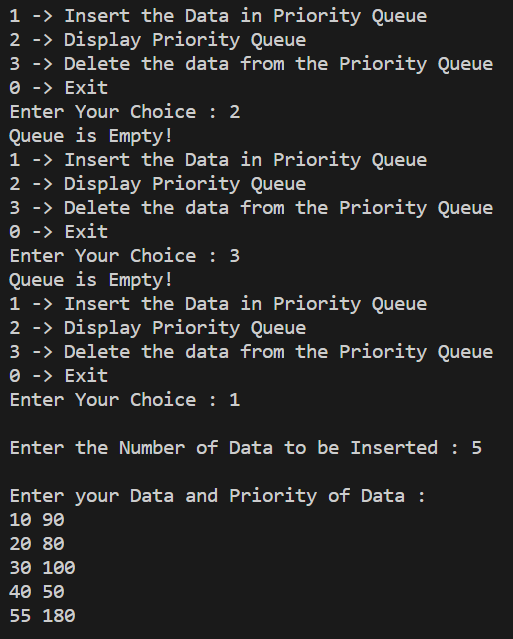 1 -> Insert the Data in Priority Queue
2 -> Display Priority Queue
3 -> Delete the data from the Priority Queue
0 -> Exit
Enter Your Choice : 2
Queue is Empty!
1 -> Insert the Data in Priority Queue
2 -> Display Priority Queue
3 -> Delete the data from the Priority Queue
0 -> Exit
Enter Your Choice : 3
Queue is Empty!
1 -> Insert the Data in Priority Queue
2 -> Display Priority Queue
3 -> Delete the data from the Priority Queue
0 -> Exit
Enter Your Choice : 1
Enter the Number of Data to be Inserted : 5
Enter your Data and Priority of Data :
10 90
20 80
30 100
40 50
55 180